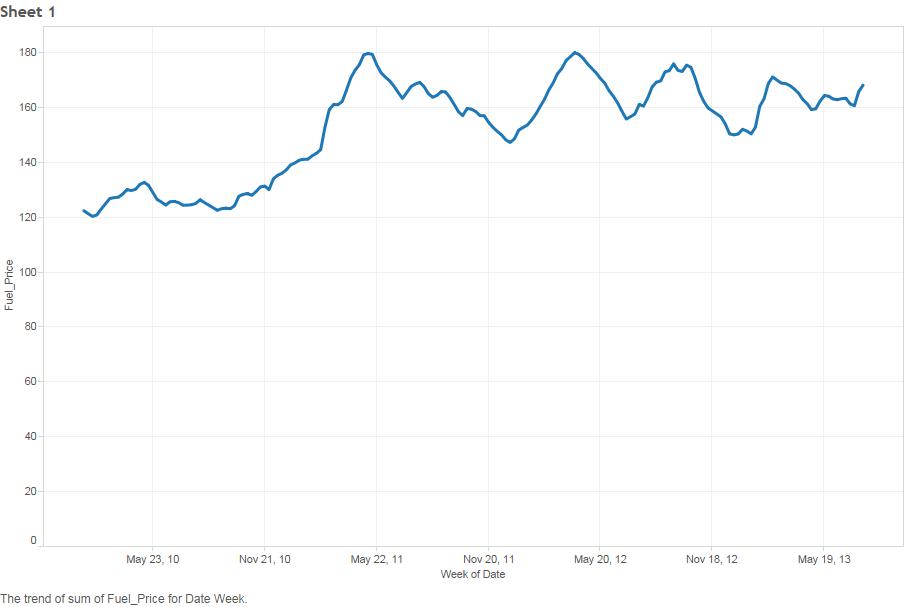 Sheet 1
180
160
140
120
100
80
60
40
20
0
Fuel_Price
May 23, 10 Nov 21, 10 May 22, 11 Nov 20, 11 May 20, 12 Nov 18, 12 May 19, 13
Week of Date
The trend of sum of Fuel_Price for Date Week.